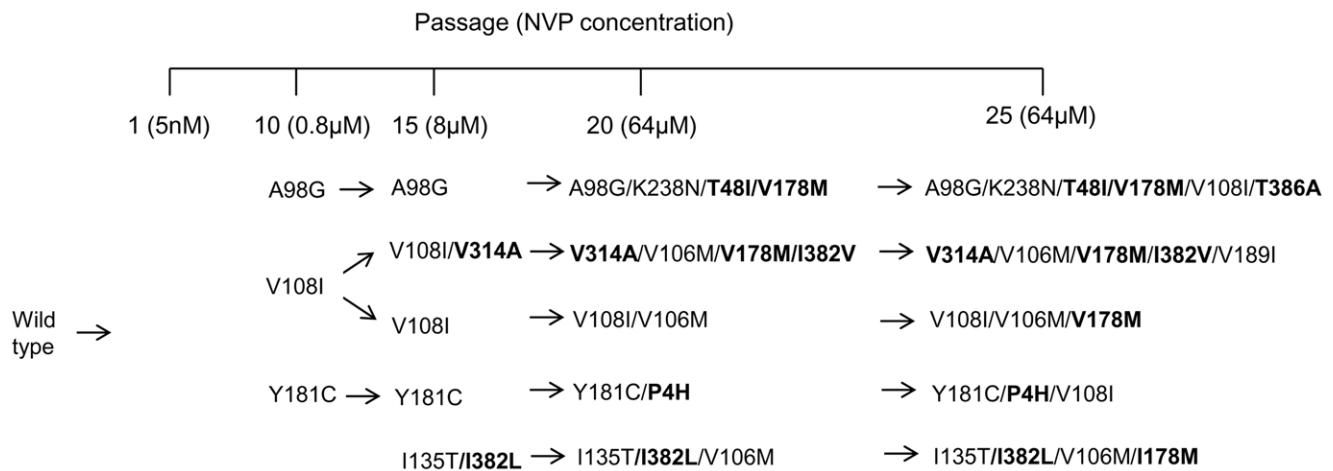 Passage (NVP concentration)
1 (5nM) 10 (0.8µM) 15 (8µM) 20 (64µM) 25 (64µM)
A98G → A98G → A98G/K238N/T48I/V178M → A98G/K238N/T48I/V178M/V108I/T386A
V108I/V314A → V314A/V106M/V178M/I382V → V314A/V106M/V178M/I382V/V189I
V108I
V108I → V108I/V106M → V108I/V106M/V178M
Wild
type →
Y181C → Y181C → Y181C/P4H → Y181C/P4H/V108I
I135T/I382L → I135T/I382L/V106M → I135T/I382L/V106M/I178M